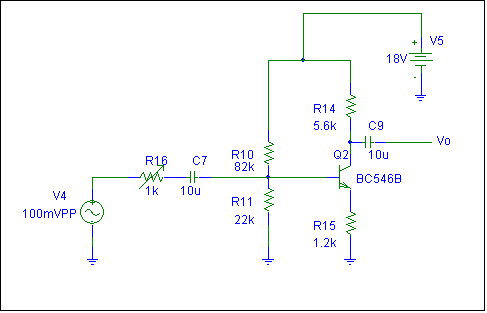 V5
+
18V
-
R14
5.6k
C9
10u
Vo
Q2
BC546B
R16
1k
C7
10u
R10
82k
R11
22k
V4
100mVPP
R15
1.2k